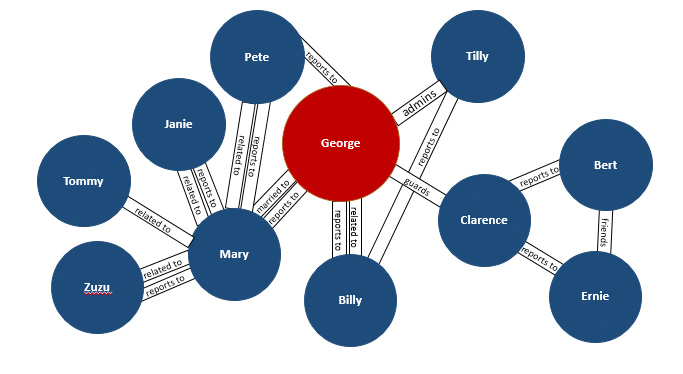 Pete
Tilly
reports to
admins
Janie
George
related to
reports to
reports to
Bert
reports to
Tommy
related to
reports to
married to
reports to
guards
Clarence
related to
reports to
related to
friends
Mary
reports to
related to
reports to
Zuzu
Billy
Ernie